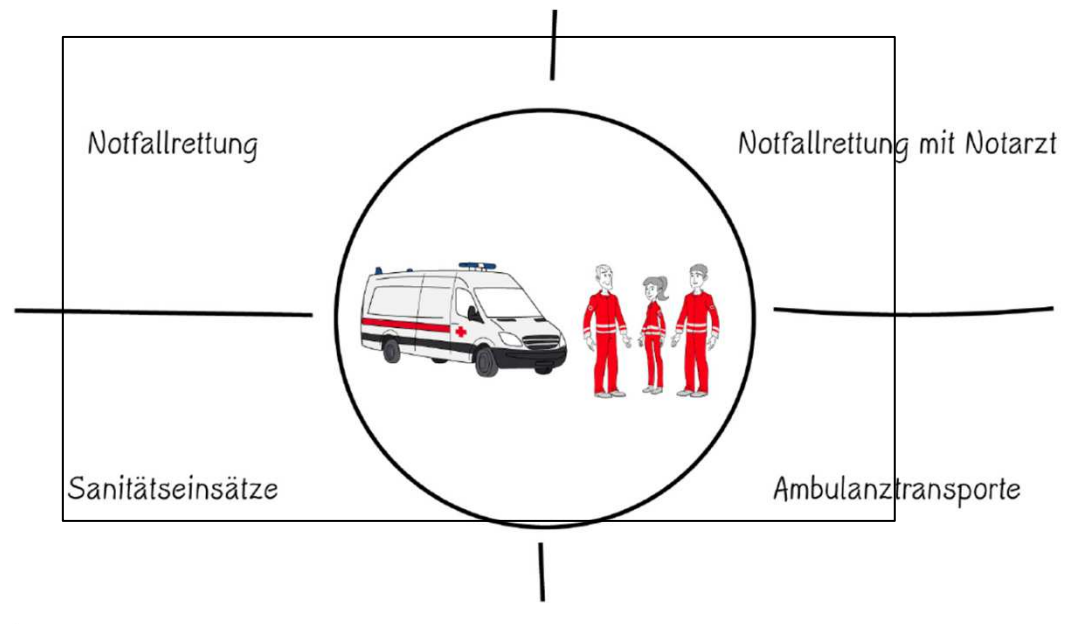 Notfallrettung
Notfallrettung mit Notarzt
Sanitätseinsätze
Ambulanztransporte